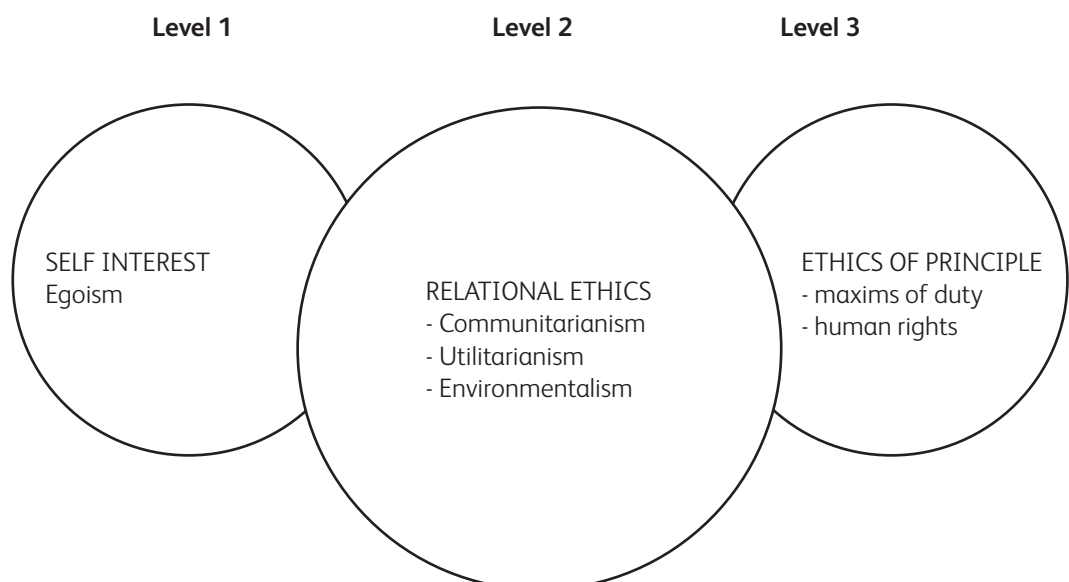 Level 1
Level 2
Level 3
SELF INTEREST
Egoism
RELATIONAL ETHICS
- Communitarianism
- Utilitarianism
- Environmentalism
ETHICS OF PRINCIPLE
- maxims of duty
- human rights